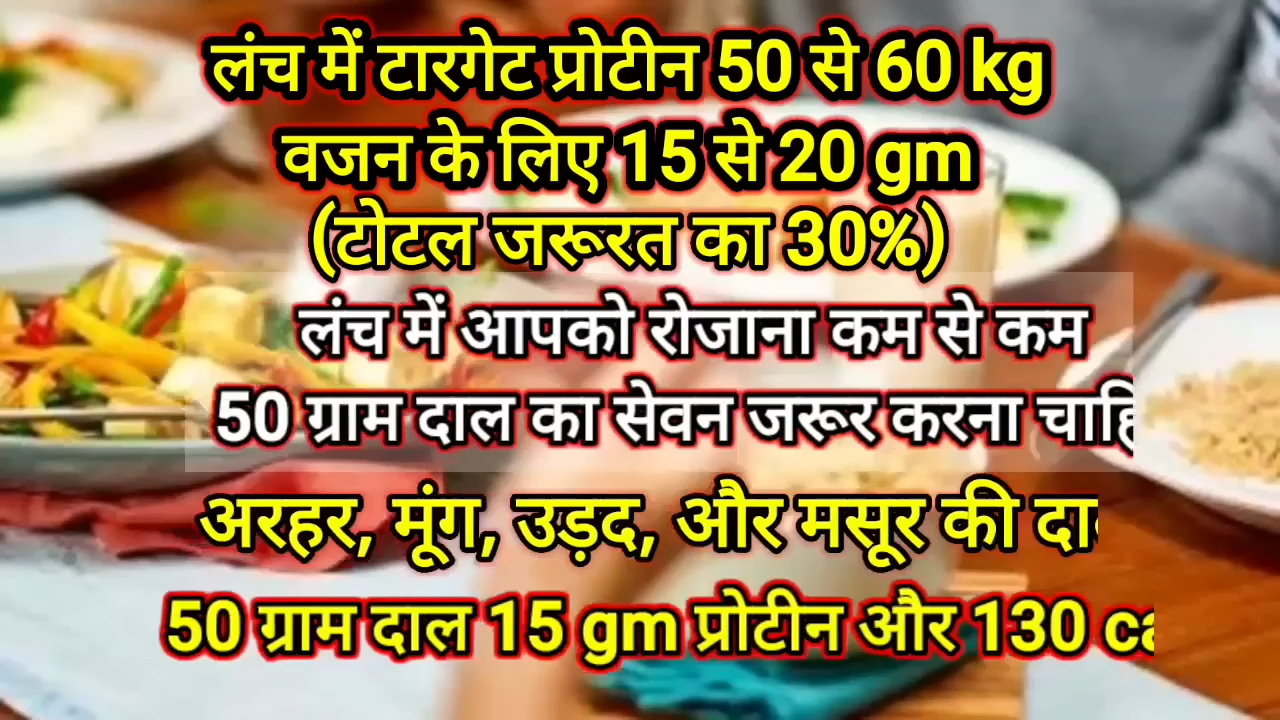 लंच में टारगेट प्रोटीन 50 से 60 kg
वजन के लिए 15 से 20 gm
(टोटल जरूरत का 30%)
लंच में आपको रोजाना कम से कम
50 ग्राम दाल का सेवन जरूर करना
अरहर, मूंग, उड़द, और मसूर की
50 ग्राम दाल 15 gm प्रोटीन और 130